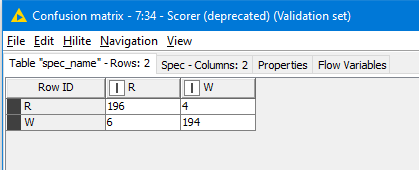 Confusion matrix - 7:34 - Scorer (deprecated) (Validation set)
File Edit Hilite Navigation View
Table "spec_name" - Rows: 2 Spec - Columns: 2 Properties Flow Variables
Row ID I R I W
R 196 4
W 6 194